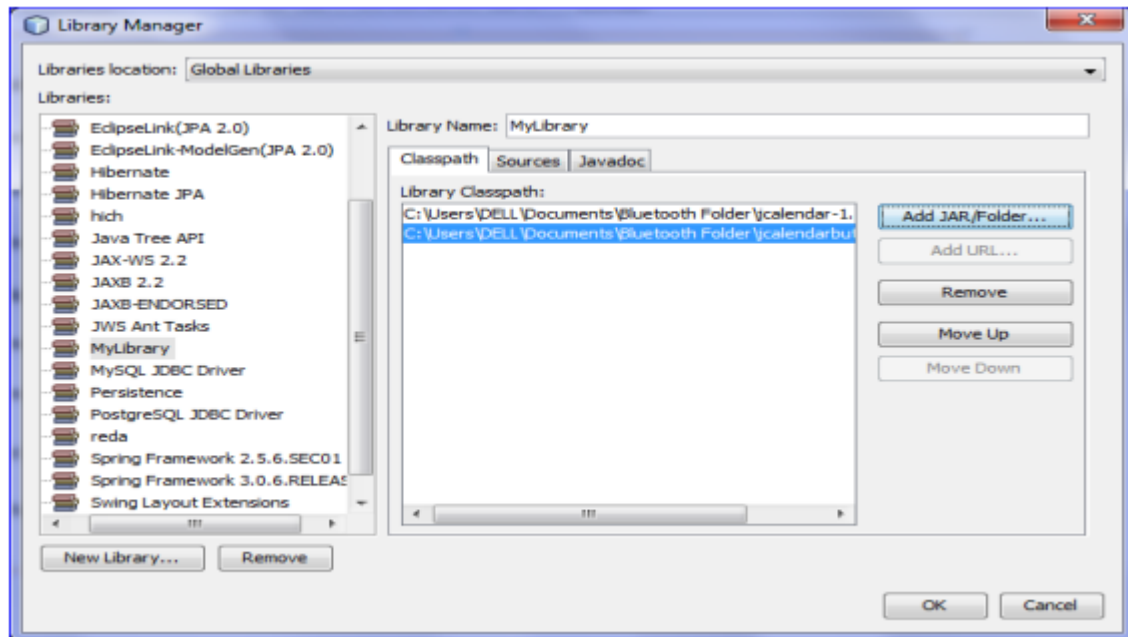 Library Manager
Libraries location: Global Libraries
Libraries:
EclipseLink(JPA 2.0)
EclipseLink-ModelGen(JPA 2.0)
Hibernate
Hibernate JPA
hich
Java Tree API
JAX-WS 2.2
JAXB 2.2
JAXB-ENDORSED
JWS Ant Tasks
MyLibrary
MySQL JDBC Driver
Persistence
PostgreSQL JDBC Driver
reda
Spring Framework 2.5.6.SEC01
Spring Framework 3.0.6.RELEAS
Swing Layout Extensions
New Library...
Remove
Library Name: MyLibrary
Classpath Sources Javadoc
Library Classpath:
C:\Users\DELL\Documents\Bluetooth Folder\jcalendar-1.
C:\Users\DELL\Documents\Bluetooth Folder\jcalendarbut
Add JAR/Folder...
Add URL...
Remove
Move Up
Move Down
OK Cancel